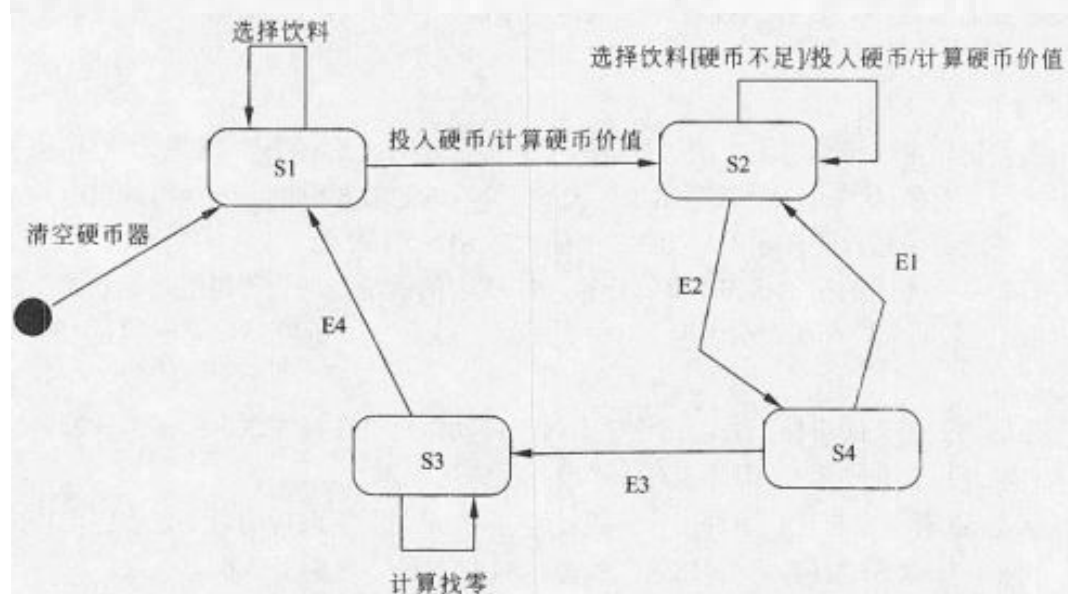 选择饮料
选择饮料[硬币不足]/投入硬币/计算硬币价值
投入硬币/计算硬币价值
S1
S2
清空硬币器
E1
E2
E4
S3
S4
E3
计算找零